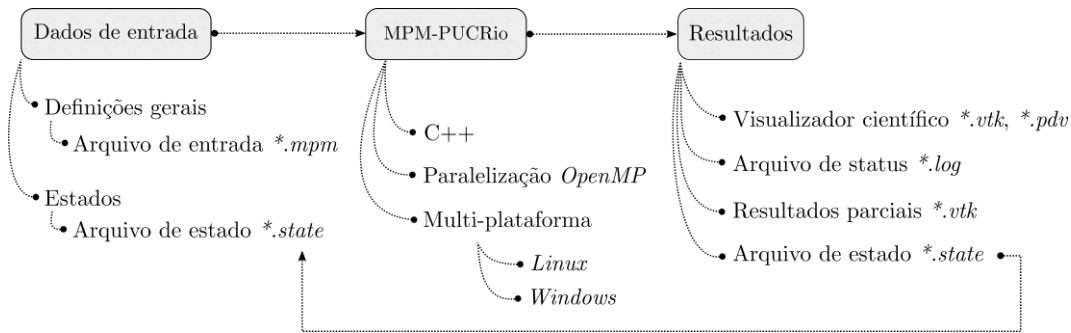 Dados de entrada
Definições gerais
Arquivo de entrada *.mpm
Estados
Arquivo de estado *.state
MPM-PUCRio
C++
Paralelização OpenMP
Multi-plataforma
Linux
Windows
Resultados
Visualizador científico *.vtk, *.pdv
Arquivo de status *.log
Resultados parciais *.vtk
Arquivo de estado *.state